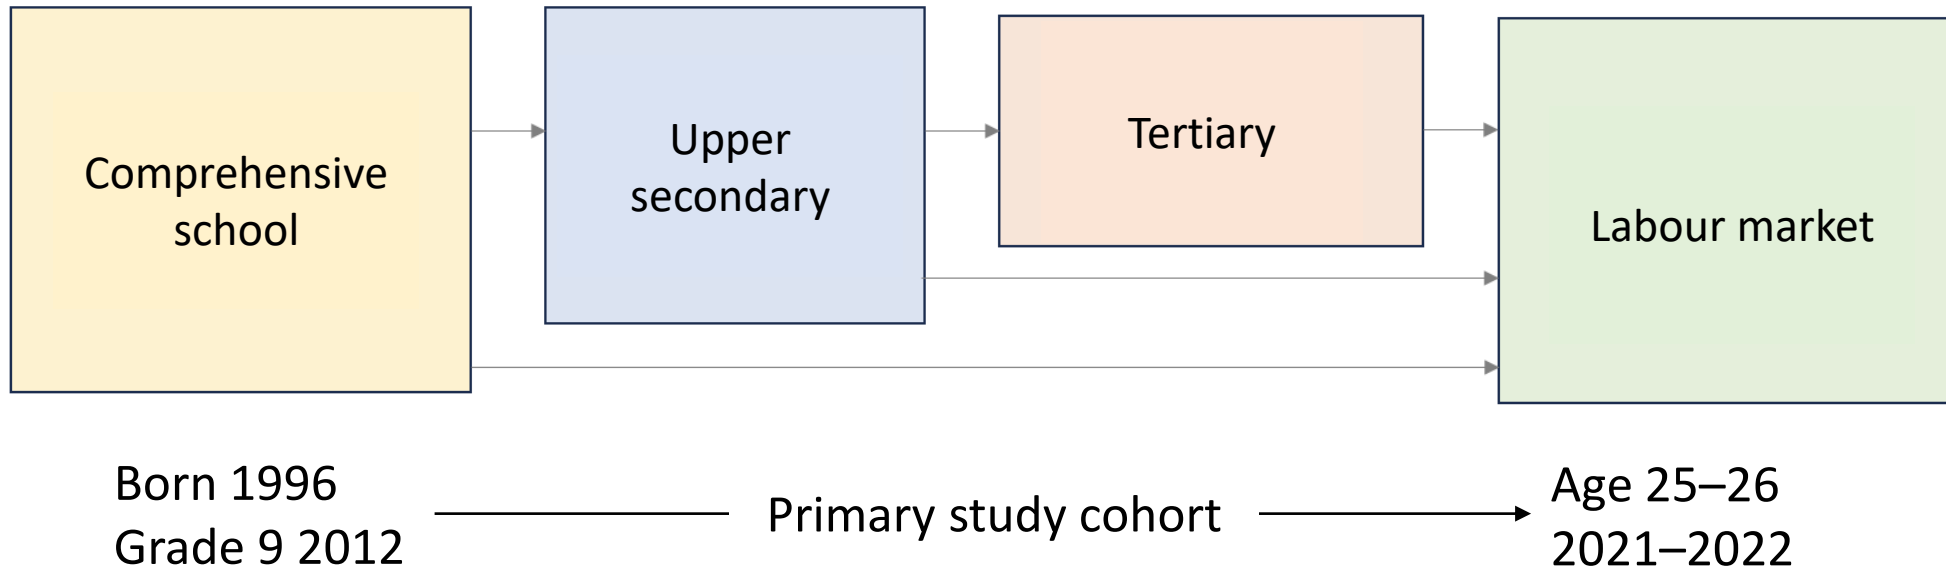 Comprehensive
school
Upper
secondary
Tertiary
Labour market
Born 1996
Grade 9 2012
Primary study cohort
Age 25–26
2021–2022